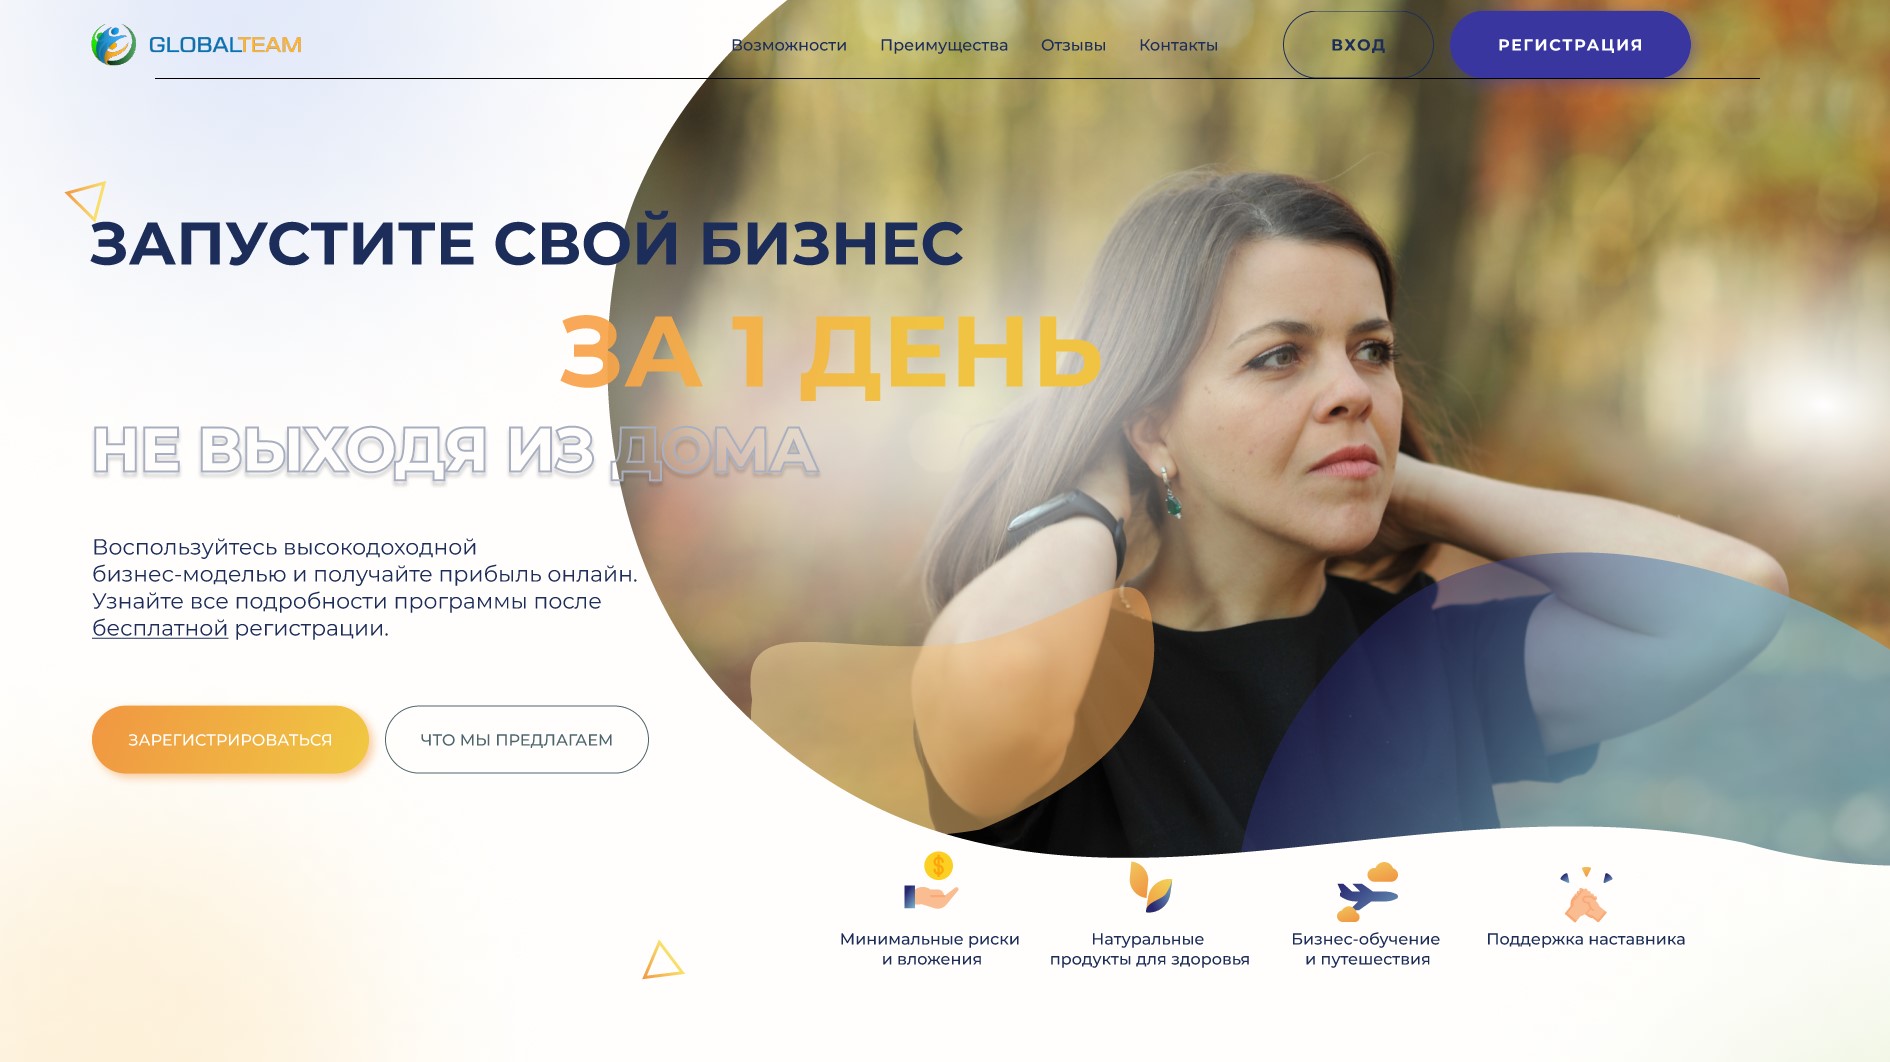 GLOBALTEAM
Возможности
Преимущества
Отзывы
Контакты
ВХОД
РЕГИСТРАЦИЯ
ЗАПУСТИТЕ СВОЙ БИЗНЕС
ЗА 1 ДЕНЬ
НЕ ВЫХОДЯ ИЗ ДОМА
Воспользуйтесь высокодоходной
бизнес-моделью и получайте прибыль онлайн.
Узнайте все подробности программы после
бесплатной регистрации.
ЗАРЕГИСТРИРОВАТЬСЯ
ЧТО МЫ ПРЕДЛАГАЕМ
Минимальные риски
и вложения
Натуральные
продукты для здоровья
Бизнес-обучение
и путешествия
Поддержка наставника